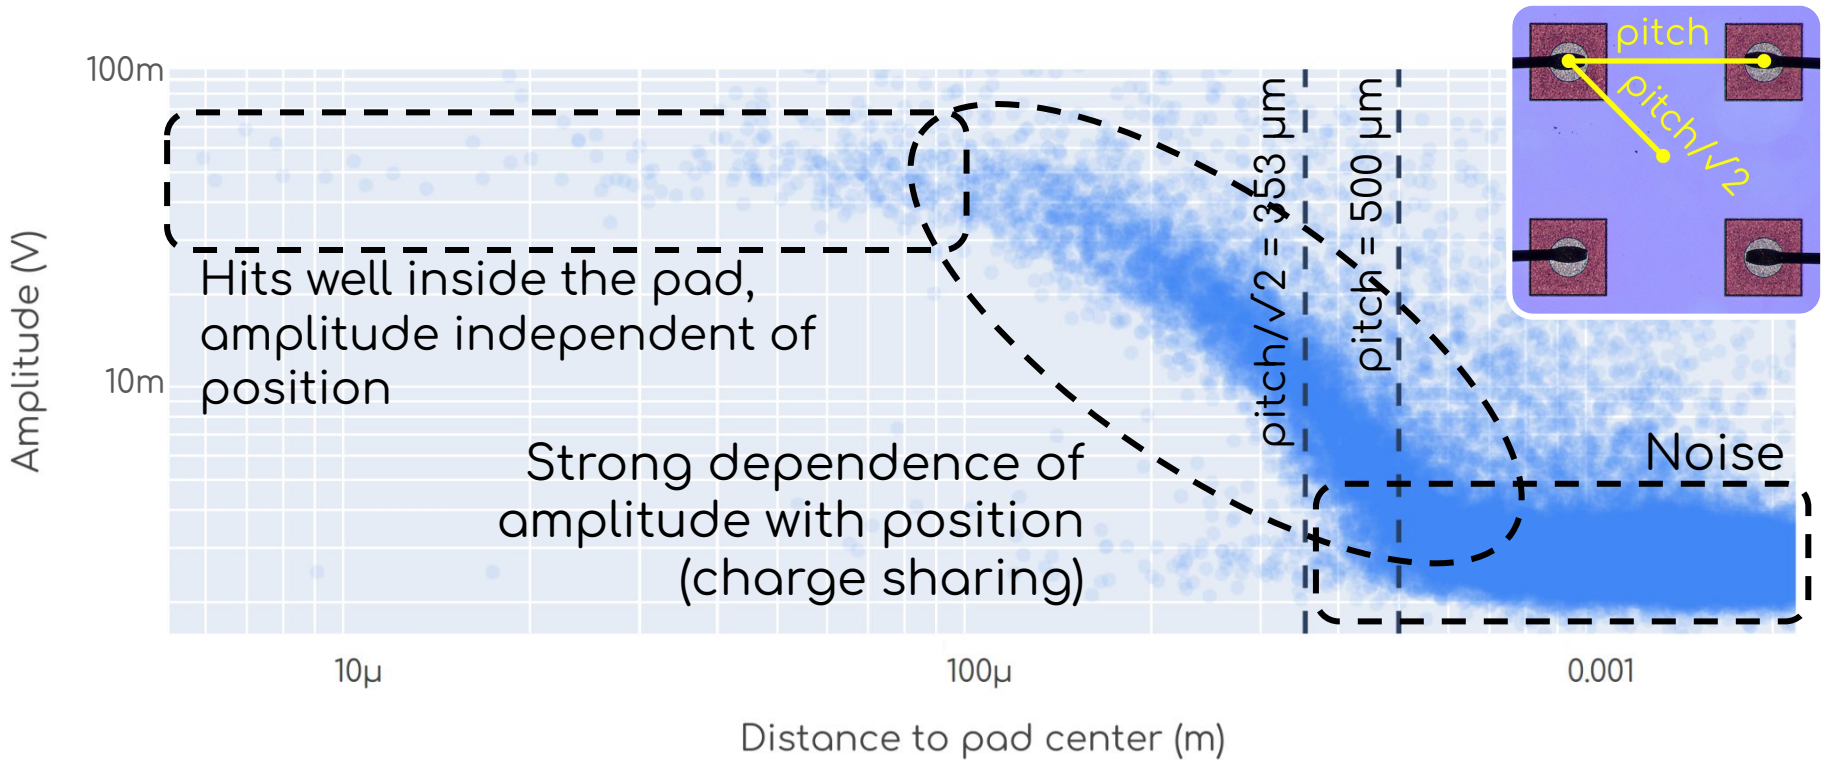 100m
10m
Amplitude (V)
Hits well inside the pad,
amplitude independent of
position
Strong dependence of
amplitude with position
(charge sharing)
pitch/√2 = 353 µm
pitch = 500 µm
pitch
pitch/√2
Noise
10µ
100µ
0.001
Distance to pad center (m)